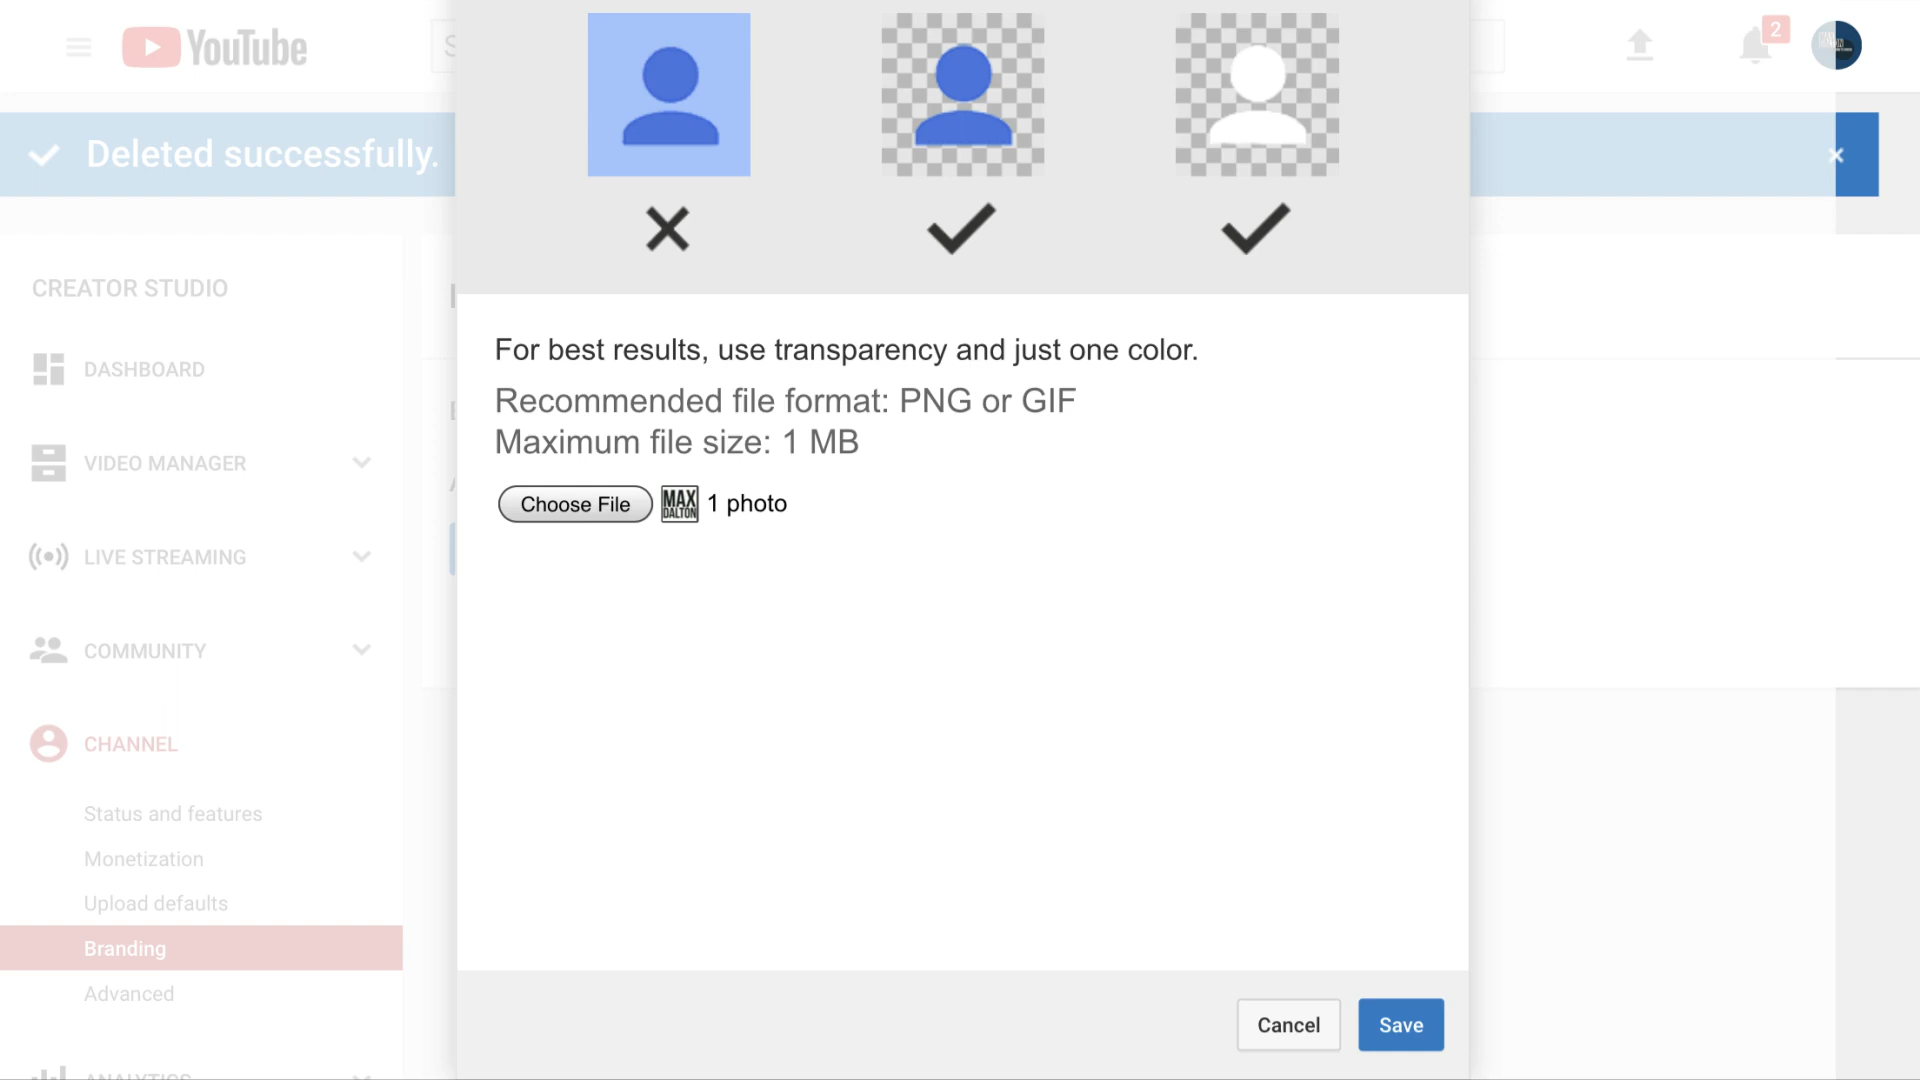 YouTube
2
Deleted successfully.
CREATOR STUDIO
DASHBOARD
VIDEO MANAGER
LIVE STREAMING
COMMUNITY
CHANNEL
Status and features
Monetization
Upload defaults
Branding
Advanced
ANALYTICS
For best results, use transparency and just one color.
Recommended file format: PNG or GIF
Maximum file size: 1 MB
Choose File MAX DALTON 1 photo
Cancel Save